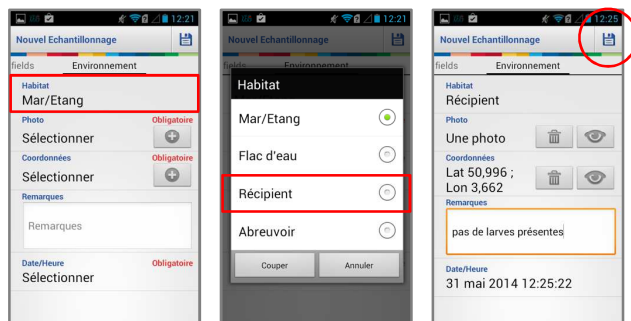 12:21
Nouvel Echantillonnage
fields Environnement
Habitat
Mar/Etang
Photo Obligatoire
Sélectionner
Coordonnées Obligatoire
Sélectionner
Remarques
Remarques
Date/Heure Obligatoire
Sélectionner
12:21
Nouvel Echantillonnage
Environnement
Habitat
Mar/Etang
Flac d'eau
Récipient
Abreuvoir
Couper Annuler
12:25
Nouvel Echantillonnage
fields Environnement
Habitat
Récipient
Photo
Une photo
Coordonnées
Lat 50,996 ;
Lon 3,662
Remarques
pas de larves présentes
Date/Heure
31 mai 2014 12:25:22